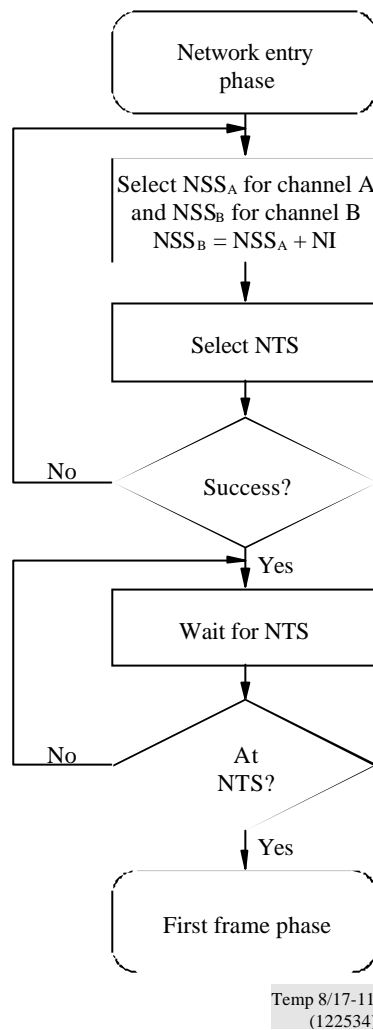 Network entry
phase
Select NSSA for channel A
and NSSB for channel B
NSSB = NSSA + NI
Select NTS
No
Success?
Yes
Wait for NTS
No
At
NTS?
Yes
First frame phase
Temp 8/17-11
(122534)